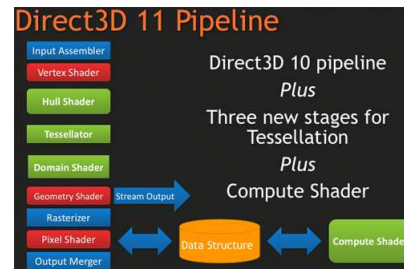 Direct3D 11 Pipeline
Input Assembler
Vertex Shader
Hull Shader
Tessellator
Domain Shader
Geometry Shader
Stream Output
Rasterizer
Pixel Shader
Output Merger
Direct3D 10 pipeline
Plus
Three new stages for
Tessellation
Plus
Compute Shader
Data Structure
Compute Shade